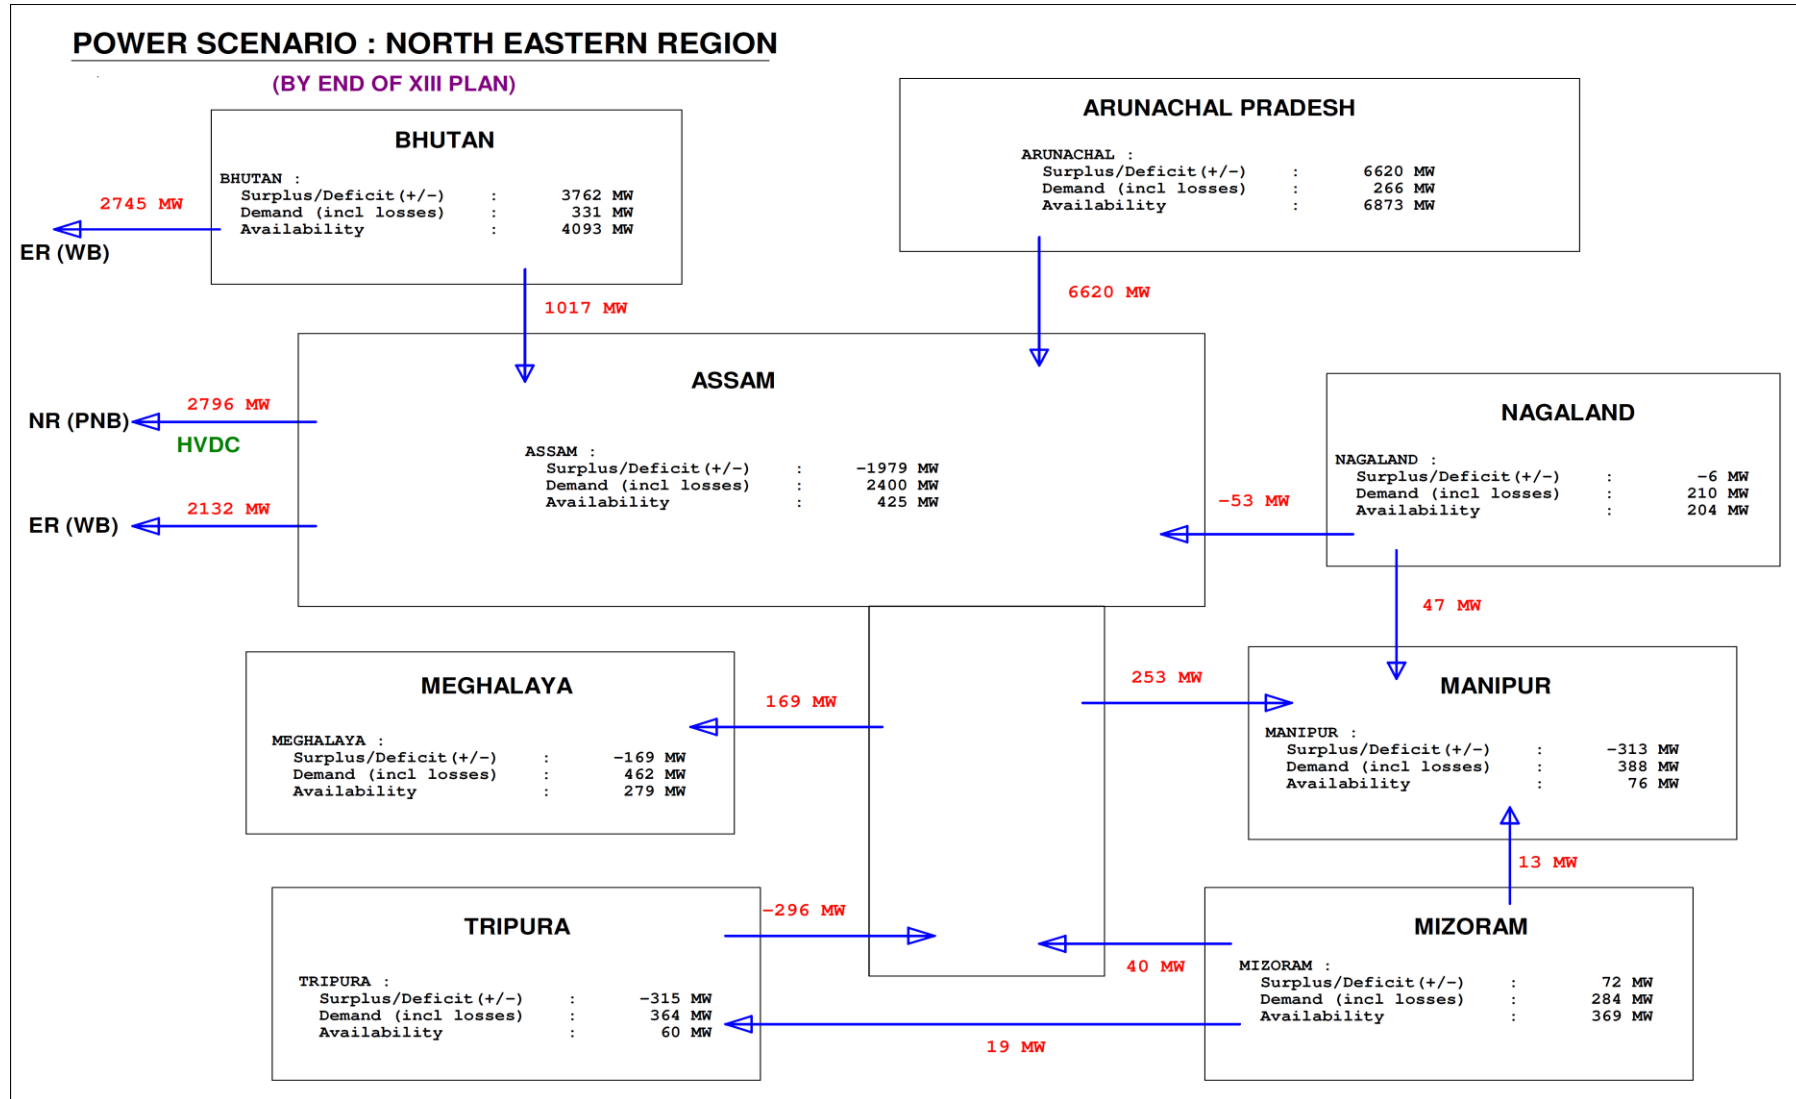 POWER SCENARIO : NORTH EASTERN REGION
(BY END OF XIII PLAN)
BHUTAN
BHUTAN :
Surplus/Deficit(+/-) : 3762 MW
Demand (incl losses) : 331 MW
Availability : 4093 MW
2745 MW
ER (WB)
1017 MW
ARUNACHAL PRADESH
ARUNACHAL :
Surplus/Deficit(+/-) : 6620 MW
Demand (incl losses) : 266 MW
Availability : 6873 MW
6620 MW
ASSAM
ASSAM :
Surplus/Deficit(+/-) : -1979 MW
Demand (incl losses) : 2400 MW
Availability : 425 MW
2796 MW
NR (PNB)
HVDC
2132 MW
ER (WB)
NAGALAND
NAGALAND :
Surplus/Deficit(+/-) : -6 MW
Demand (incl losses) : 210 MW
Availability : 204 MW
-53 MW
47 MW
MEGHALAYA
MEGHALAYA :
Surplus/Deficit(+/-) : -169 MW
Demand (incl losses) : 462 MW
Availability : 279 MW
169 MW
253 MW
MANIPUR
MANIPUR :
Surplus/Deficit(+/-) : -313 MW
Demand (incl losses) : 388 MW
Availability : 76 MW
13 MW
TRIPURA
TRIPURA :
Surplus/Deficit(+/-) : -315 MW
Demand (incl losses) : 364 MW
Availability : 60 MW
-296 MW
40 MW
19 MW
MIZORAM
MIZORAM :
Surplus/Deficit(+/-) : 72 MW
Demand (incl losses) : 284 MW
Availability : 369 MW